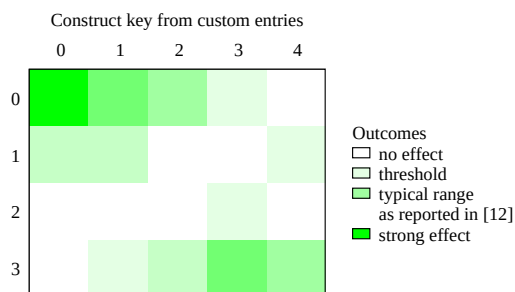 Construct key from custom entries
0 1 2 3 4
0
1
2
3
Outcomes
no effect
threshold
typical range
as reported in [12]
strong effect